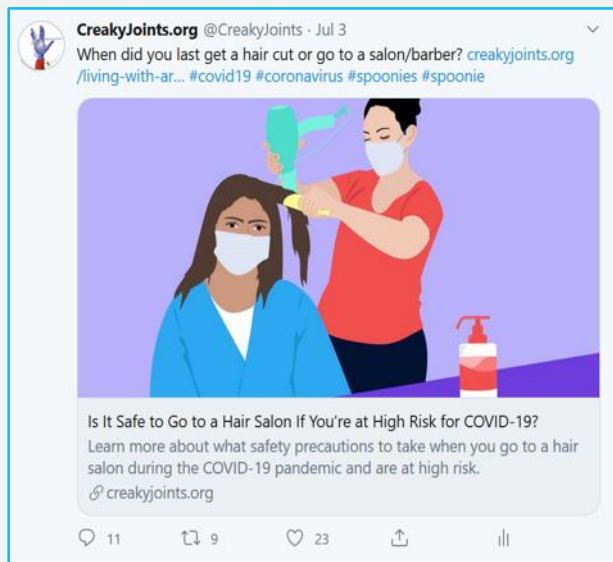 CreakyJoints.org @CreakyJoints · Jul 3
When did you last get a hair cut or go to a salon/barber? creakyjoints.org
/living-with-ar... #covid19 #coronavirus #spoonies #spoonie
Is It Safe to Go to a Hair Salon If You're at High Risk for COVID-19?
Learn more about what safety precautions to take when you go to a hair
salon during the COVID-19 pandemic and are at high risk.
creakyjoints.org
11 9 23